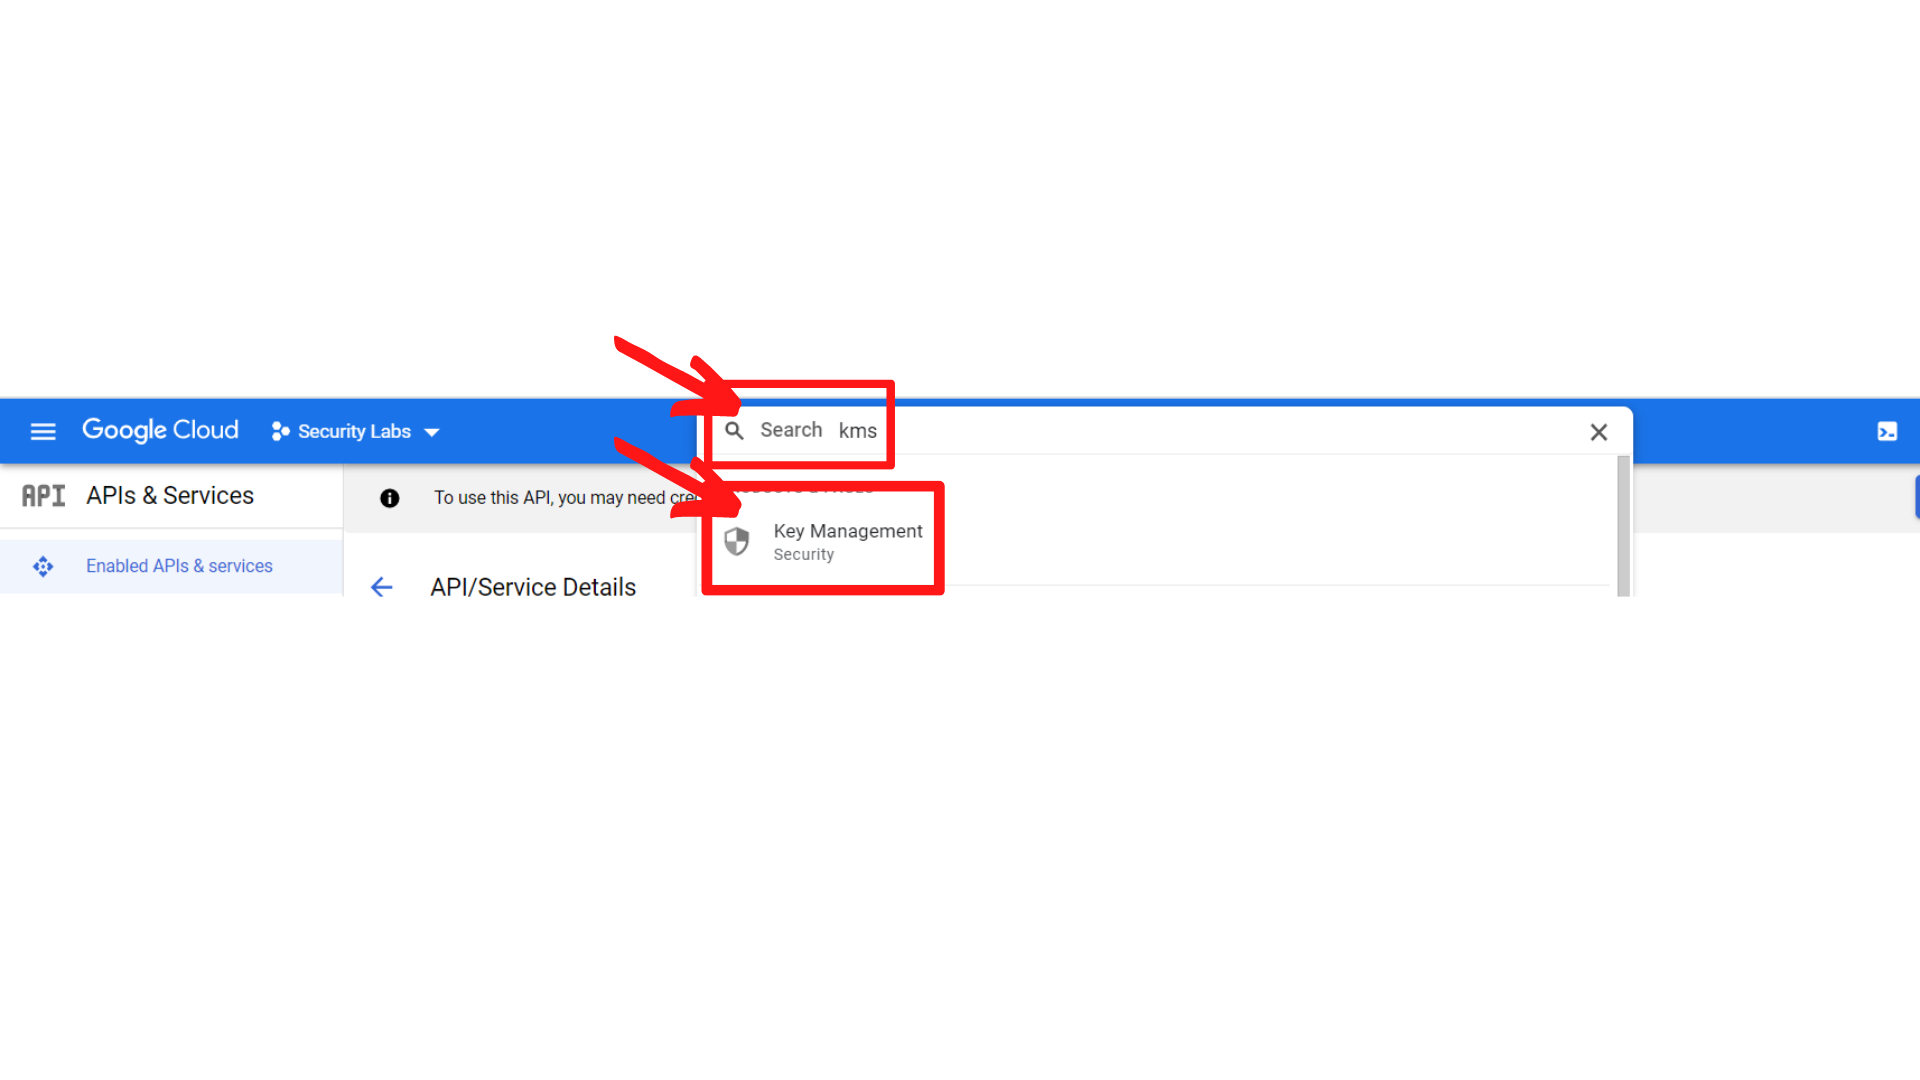 Google Cloud
Security Labs
Search kms
API APIs & Services
To use this API, you may need
Key Management
Security
Enabled APIs & services
API/Service Details